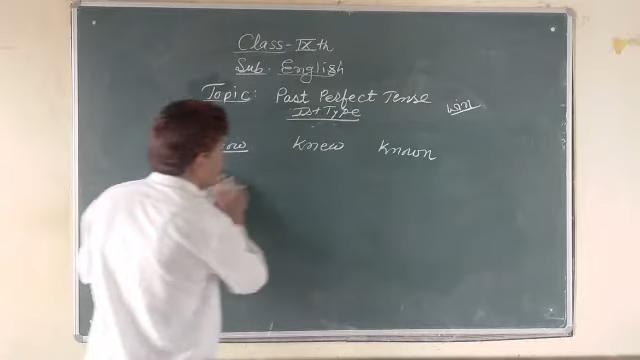 Class - IXth
Sub. English
Topic: Past Perfect Tense
Ist Type
knew known